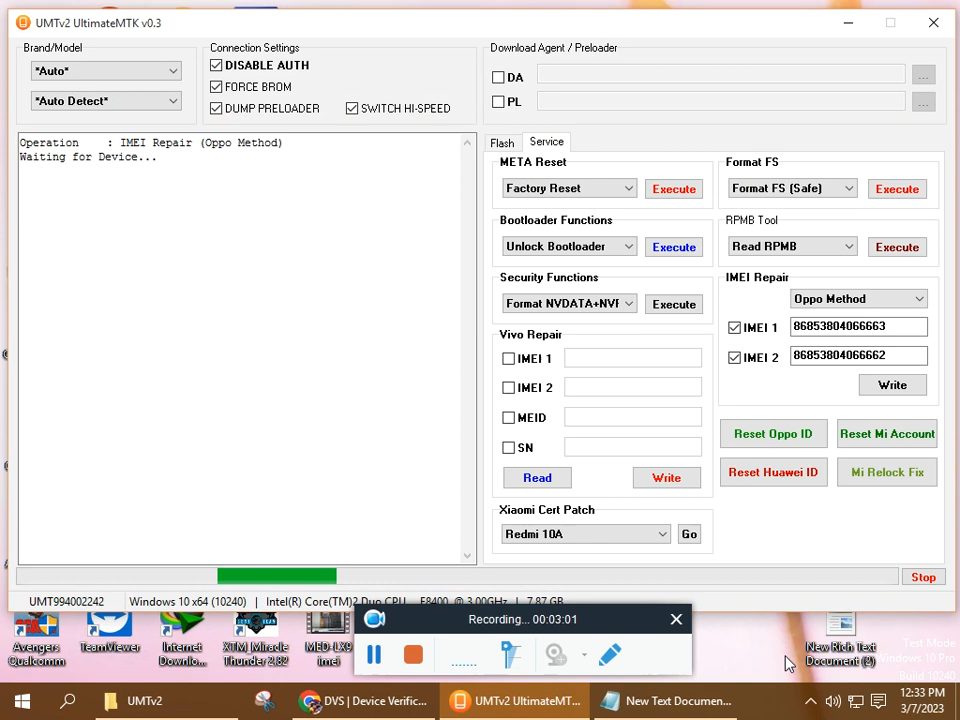 UMTv2 UltimateMTK v0.3
Brand/Model
*Auto*
*Auto Detect*
Connection Settings
DISABLE AUTH
FORCE BROM
DUMP PRELOADER
SWITCH HI-SPEED
Download Agent / Preloader
DA
...
PL
...
Operation : IMEI Repair (Oppo Method)
Waiting for Device...
Flash
Service
META Reset
Factory Reset
Execute
Format FS
Format FS (Safe)
Execute
Bootloader Functions
Unlock Bootloader
Execute
RPMB Tool
Read RPMB
Execute
Security Functions
Format NVDATA+NVF
Execute
IMEI Repair
Oppo Method
IMEI 1
86853804066663
IMEI 2
86853804066662
Write
Vivo Repair
IMEI 1
IMEI 2
MEID
SN
Read
Write
Reset Oppo ID
Reset Mi Account
Reset Huawei ID
Mi Relock Fix
Xiaomi Cert Patch
Redmi 10A
Go
Stop
UMT994002242
Windows 10 x64 (10240)
| Intel(R) Core(TM)2 Duo CPU E8400 @ 3.00GHz
| 7.87 GB
Recording... 00:03:01
Avengers
Qualcomm
TeamViewer
Internet
Downlo...
XTM_Miracle
Thunder 2.82
MED-LX9
imei
New Rich Text
Document (2)
Test Mode
Windows 10 Pro
Build 10240
UMTv2
DVS | Device Verific...
UMTv2 UltimateMT...
New Text Documen...
12:33 PM
3/7/2023